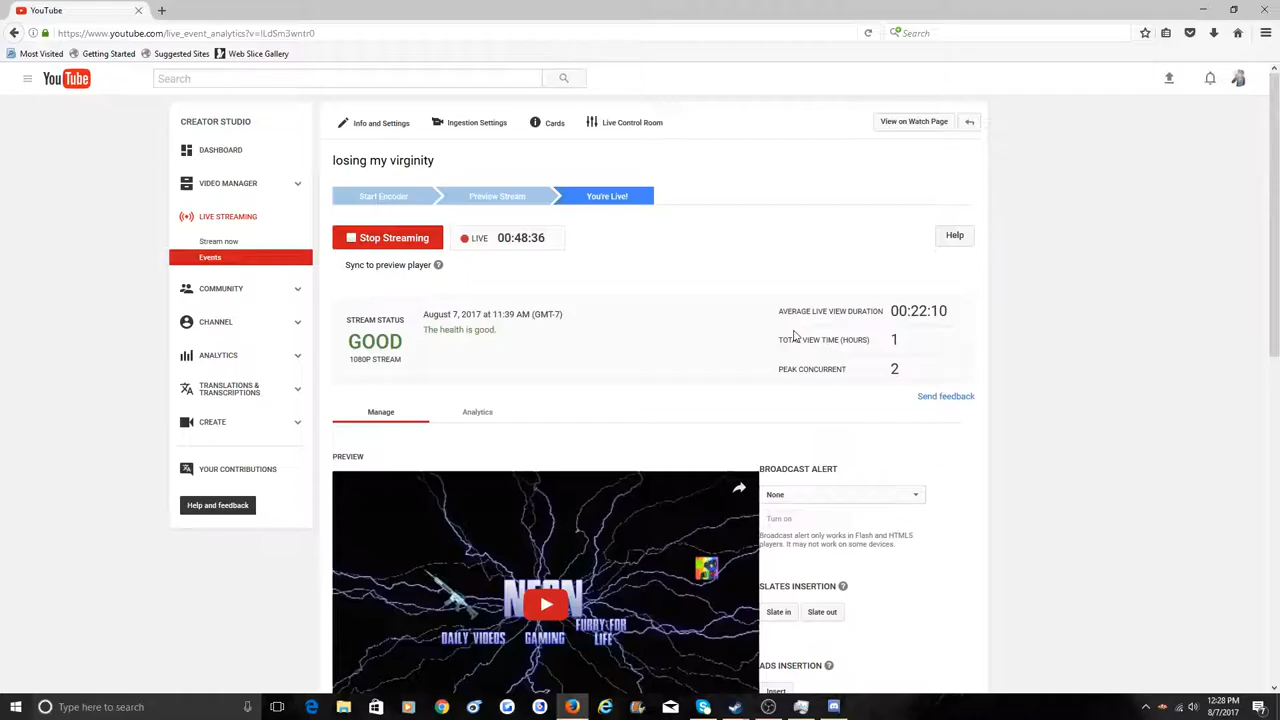 YouTube
https://www.youtube.com/live_event_analytics?v=ILdSm3wntr0
Search
Most Visited Getting Started Suggested Sites Web Slice Gallery
YouTube
Search
CREATOR STUDIO
DASHBOARD
VIDEO MANAGER
LIVE STREAMING
Stream now
Events
COMMUNITY
CHANNEL
ANALYTICS
TRANSLATIONS &
TRANSCRIPTIONS
CREATE
YOUR CONTRIBUTIONS
Help and feedback
Info and Settings Ingestion Settings Cards Live Control Room
View on Watch Page
losing my virginity
Start Encoder Preview Stream You're Live!
Stop Streaming LIVE 00:48:36
Help
Sync to preview player
STREAM STATUS
GOOD
1080P STREAM
August 7, 2017 at 11:39 AM (GMT-7)
The health is good.
AVERAGE LIVE VIEW DURATION 00:22:10
TOTAL VIEW TIME (HOURS) 1
PEAK CONCURRENT 2
Send feedback
Manage Analytics
PREVIEW
NEON
DAILY VIDEOS GAMING FURRY FOR
LIFE
BROADCAST ALERT
None
Turn on
Broadcast alert only works in Flash and HTML5
players. It may not work on some devices.
SLATES INSERTION
Slate in Slate out
ADS INSERTION
Insert
Type here to search
12:28 PM
8/7/2017